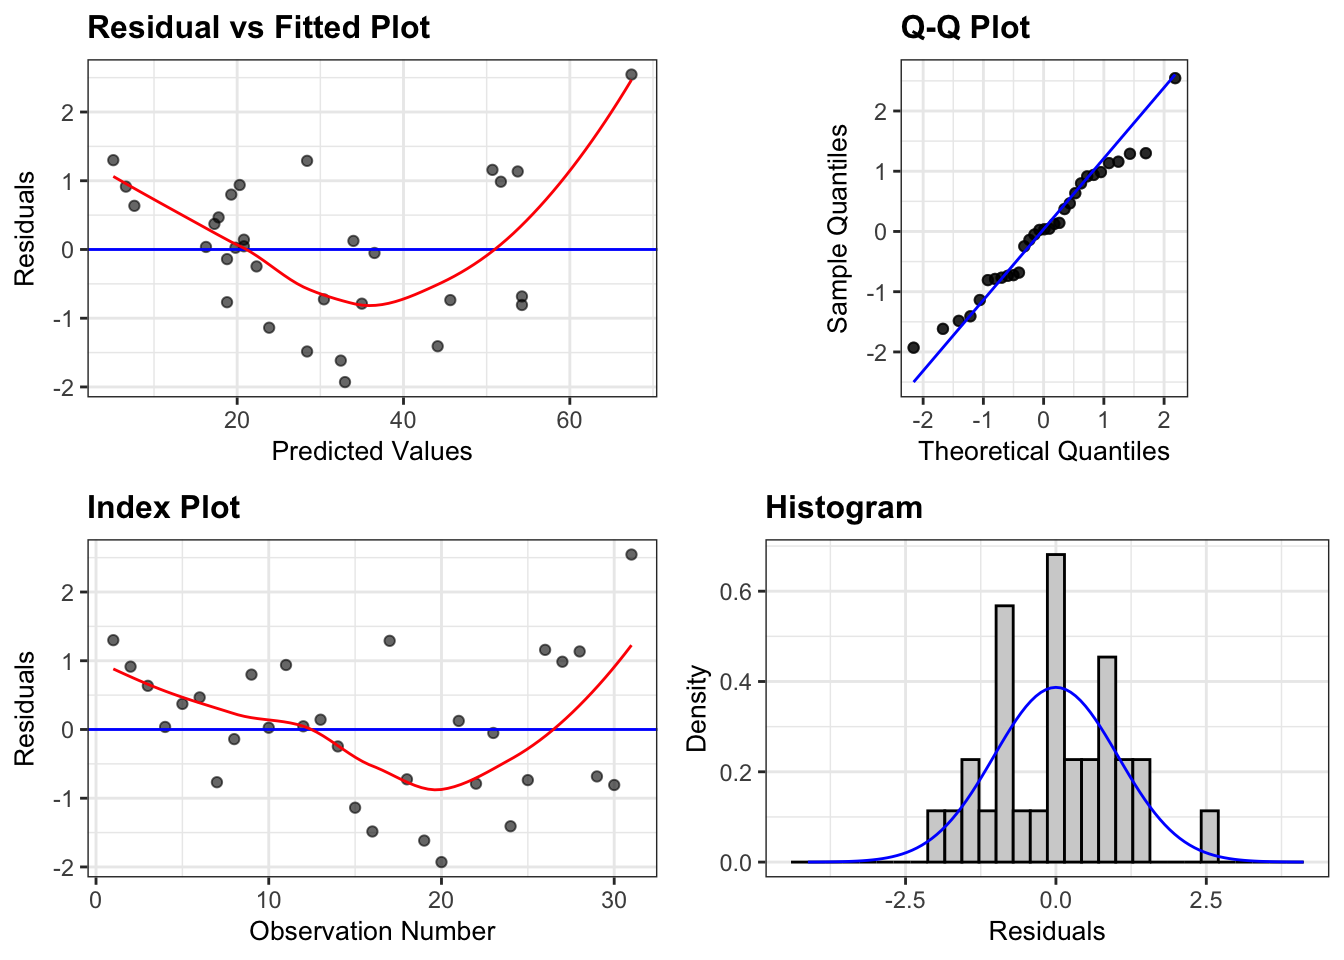 Residual vs Fitted Plot
Residuals
2
1
0
-1
-2
20
40
60
Predicted Values
Q-Q Plot
Sample Quantiles
2
1
0
-1
-2
-2
-1
0
1
2
Theoretical Quantiles
Index Plot
Residuals
2
1
0
-1
-2
0
10
20
30
Observation Number
Histogram
Density
0.6
0.4
0.2
0.0
-2.5
0.0
2.5
Residuals